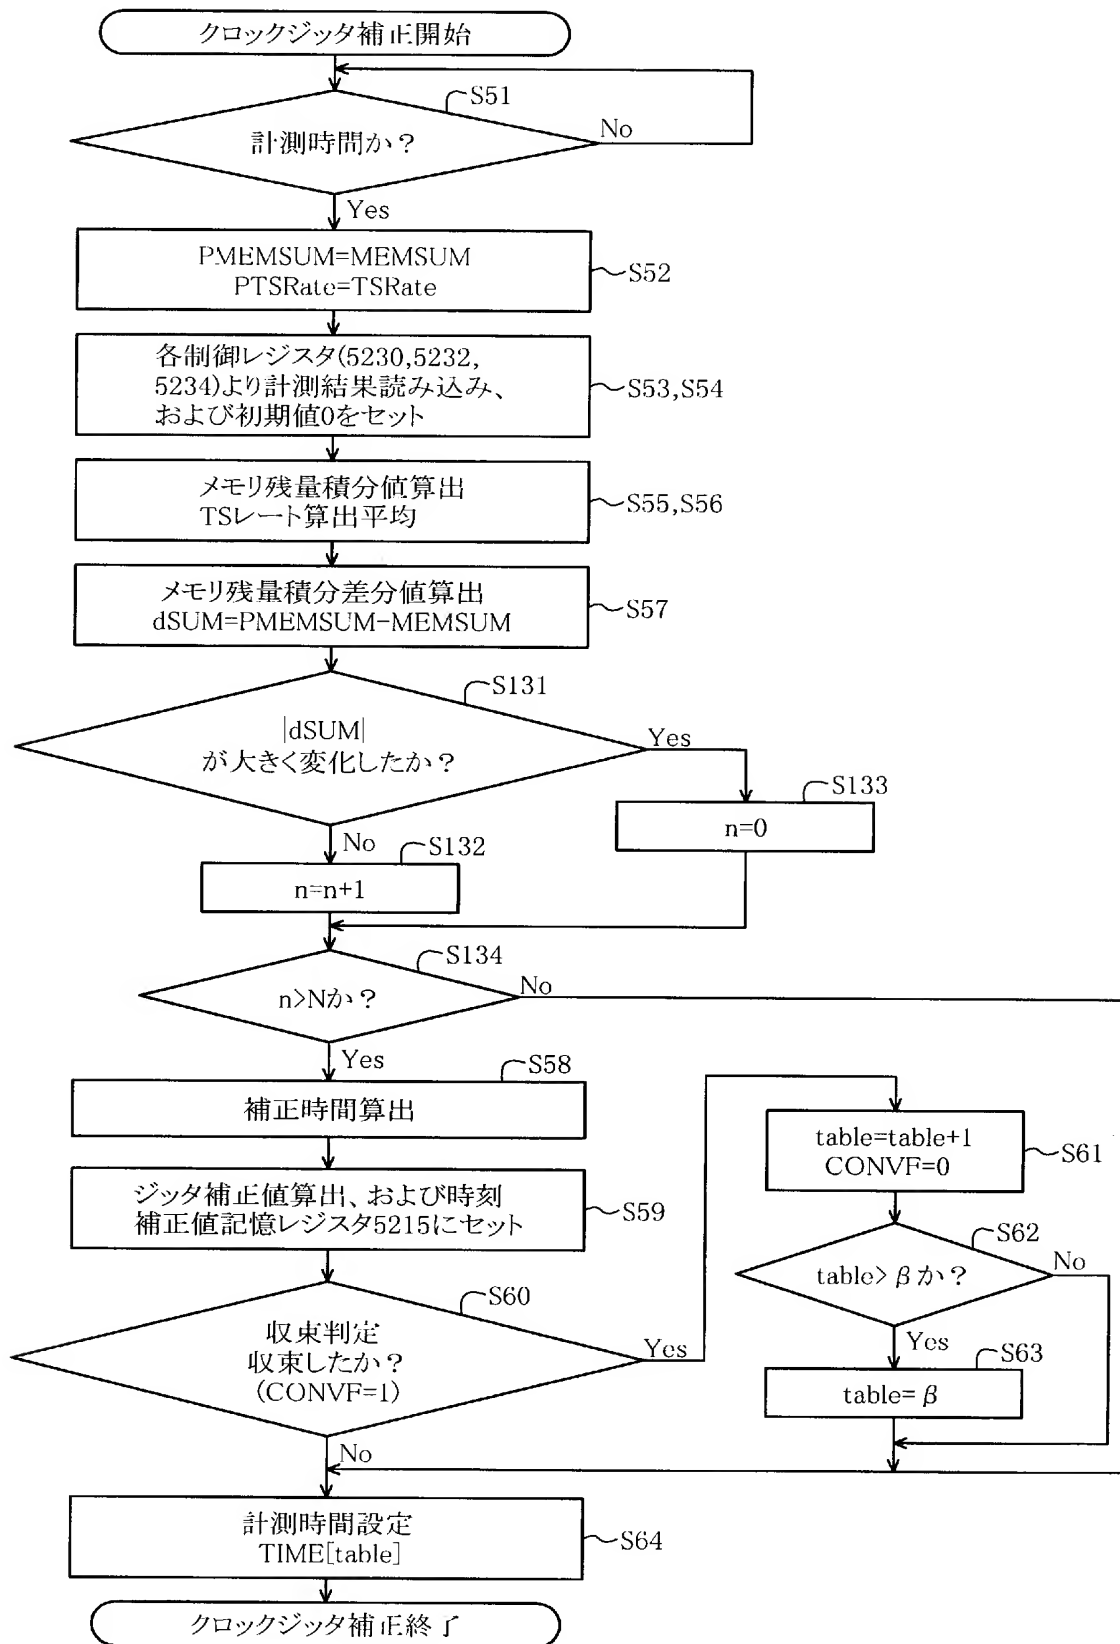 クロックジッタ補正開始
S51
計測時間か？
No
Yes
PMEMSUM=MEMSUM
PTSRate=TSRate
S52
各制御レジスタ(5230,5232,
5234)より計測結果読み込み、
および初期値0をセット
S53,S54
メモリ残量積分値算出
TSレート算出平均
S55,S56
メモリ残量積分差分値算出
dSUM=PMEMSUM-MEMSUM
S57
S131
|dSUM|
が大きく変化したか？
Yes
S133
n=0
No
S132
n=n+1
S134
n>Nか？
No
Yes
S58
補正時間算出
table=table+1
CONVF=0
S61
ジッタ補正値算出、および時刻
補正値記憶レジスタ5215にセット
S59
S62
table>βか？
No
S60
収束判定
収束したか？
(CONVF=1)
Yes
Yes
S63
table=β
No
計測時間設定
TIME[table]
S64
クロックジッタ補正終了